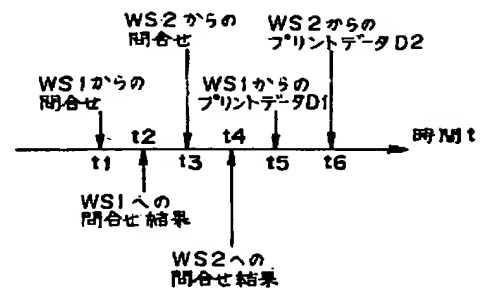 WS2からの
問合せ
WS2からの
プリントデータD2
WS1からの
問合せ
WS1からの
プリントデータD1
時間t
t1
t2
t3
t4
t5
t6
WS1への
問合せ結果
WS2への
問合せ結果